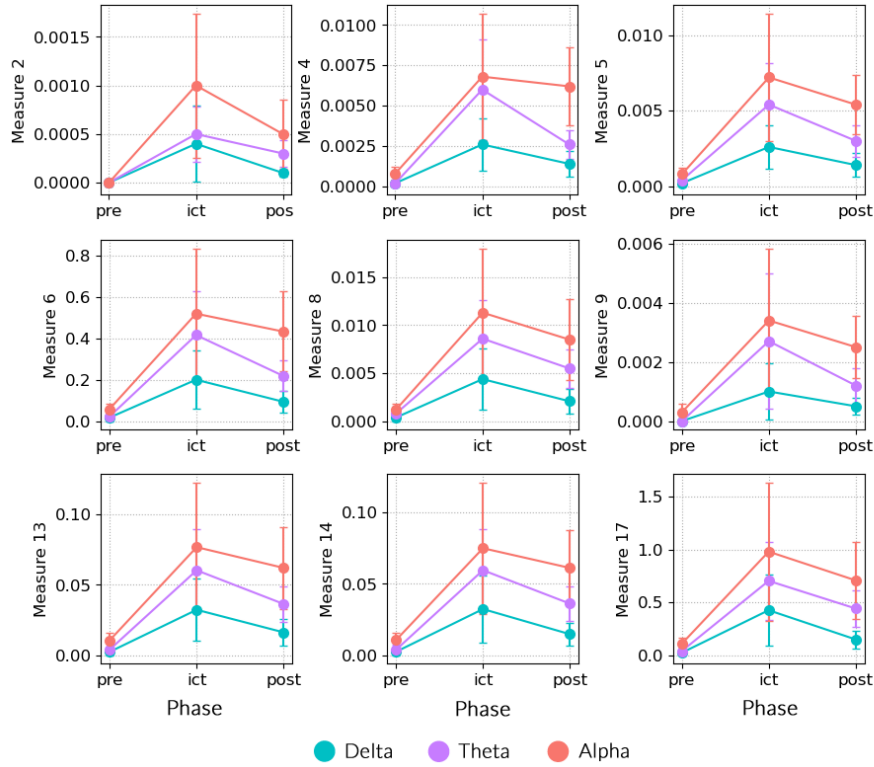 Measure 2
0.0015
0.0010
0.0005
0.0000
pre ict pos
Measure 4
0.0100
0.0075
0.0050
0.0025
0.0000
pre ict post
Measure 5
0.010
0.005
0.000
pre ict post
Measure 6
0.8
0.6
0.4
0.2
0.0
pre ict post
Measure 8
0.015
0.010
0.005
0.000
pre ict post
Measure 9
0.006
0.004
0.002
0.000
pre ict post
Measure 13
0.10
0.05
0.00
pre ict post
Phase
Measure 14
0.10
0.05
0.00
pre ict post
Phase
Measure 17
1.5
1.0
0.5
0.0
pre ict post
Phase
Delta Theta Alpha